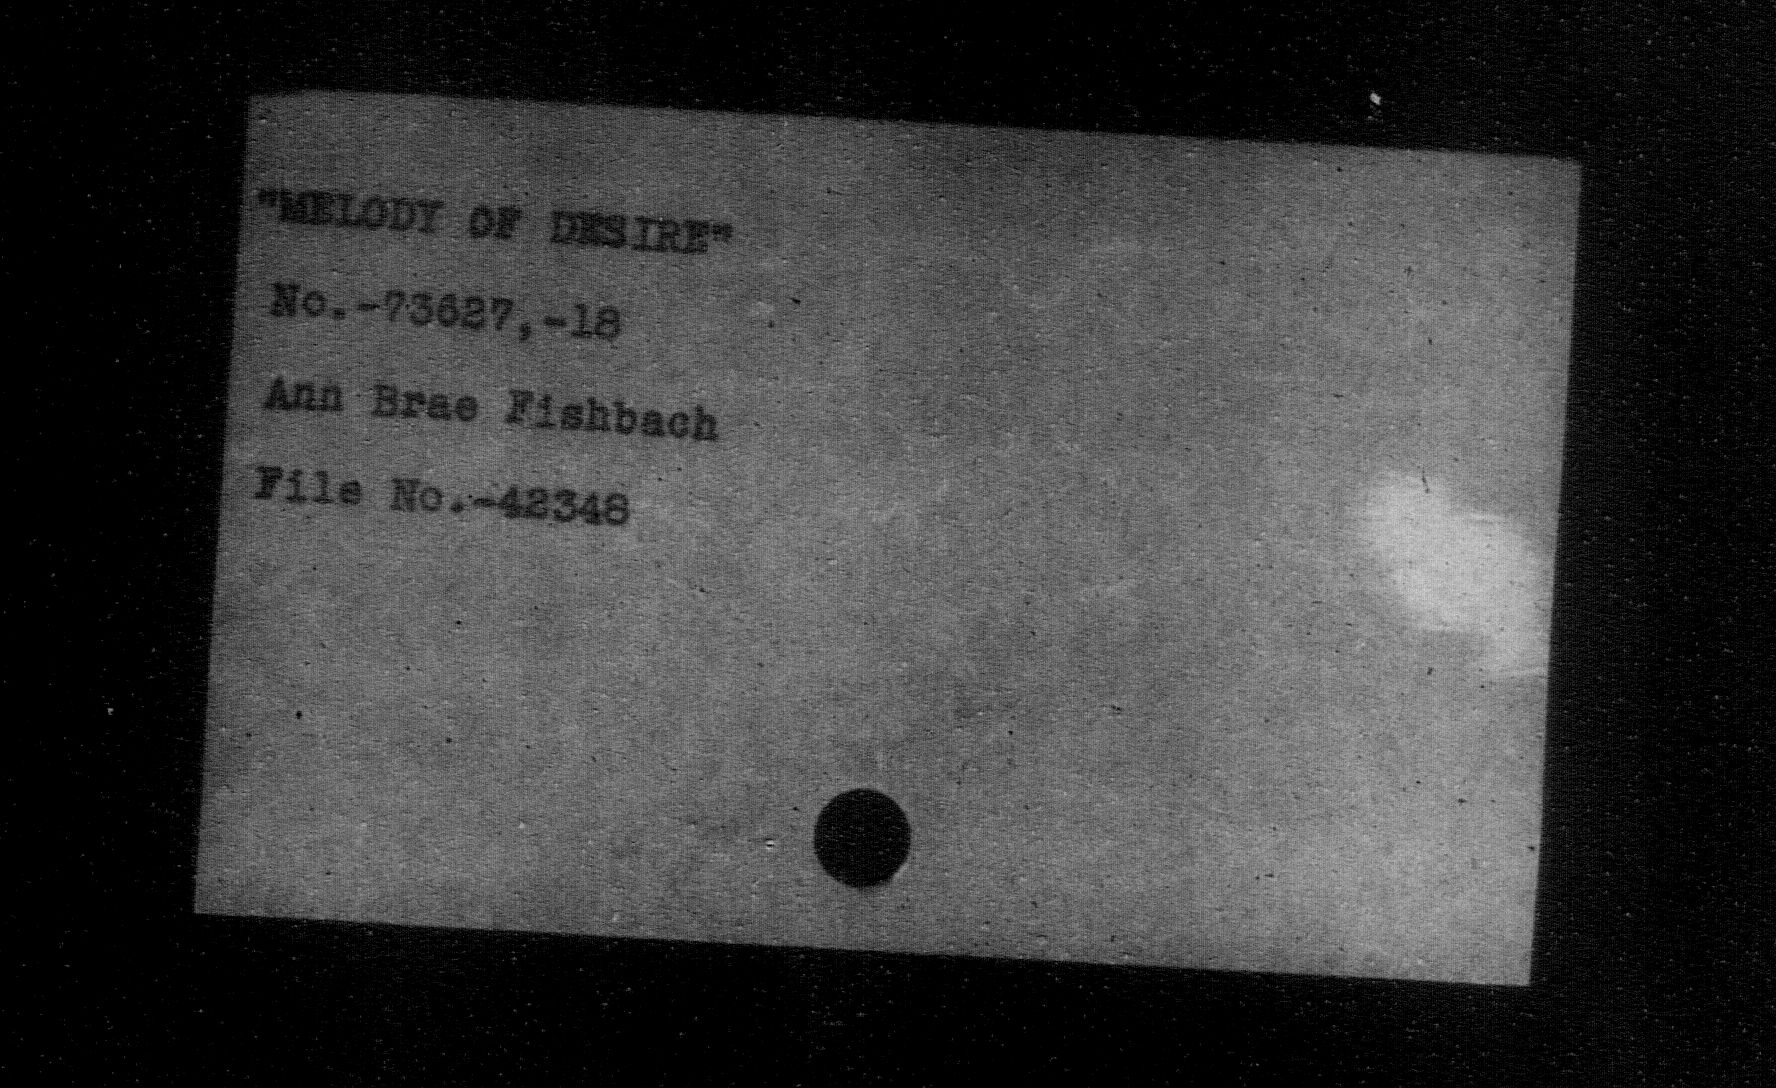 "MELODY OF DESIRE"
No.-73627,-18
Ann Brae Fishbach
File No.-42348